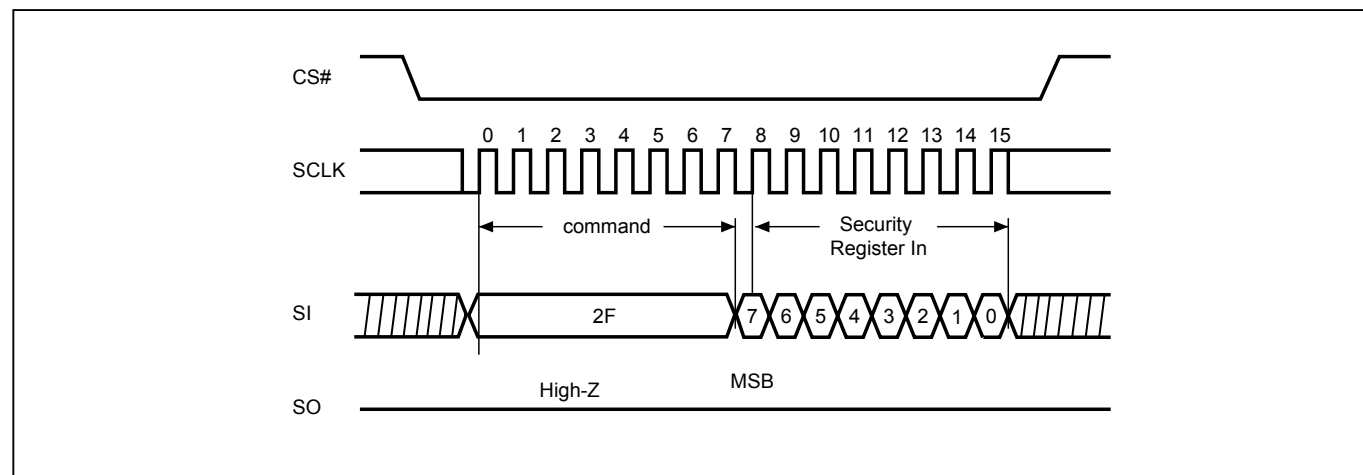 CS#
0 1 2 3 4 5 6 7 8 9 10 11 12 13 14 15
SCLK
command
Security
Register In
SI
2F
7 6 5 4 3 2 1 0
High-Z
MSB
SO